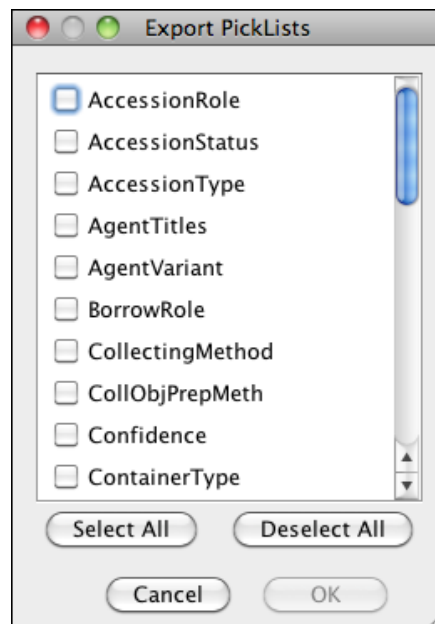 Export PickLists
AccessionRole
AccessionStatus
AccessionType
AgentTitles
AgentVariant
BorrowRole
CollectingMethod
CollObjPrepMeth
Confidence
ContainerType
Select All Deselect All
Cancel OK